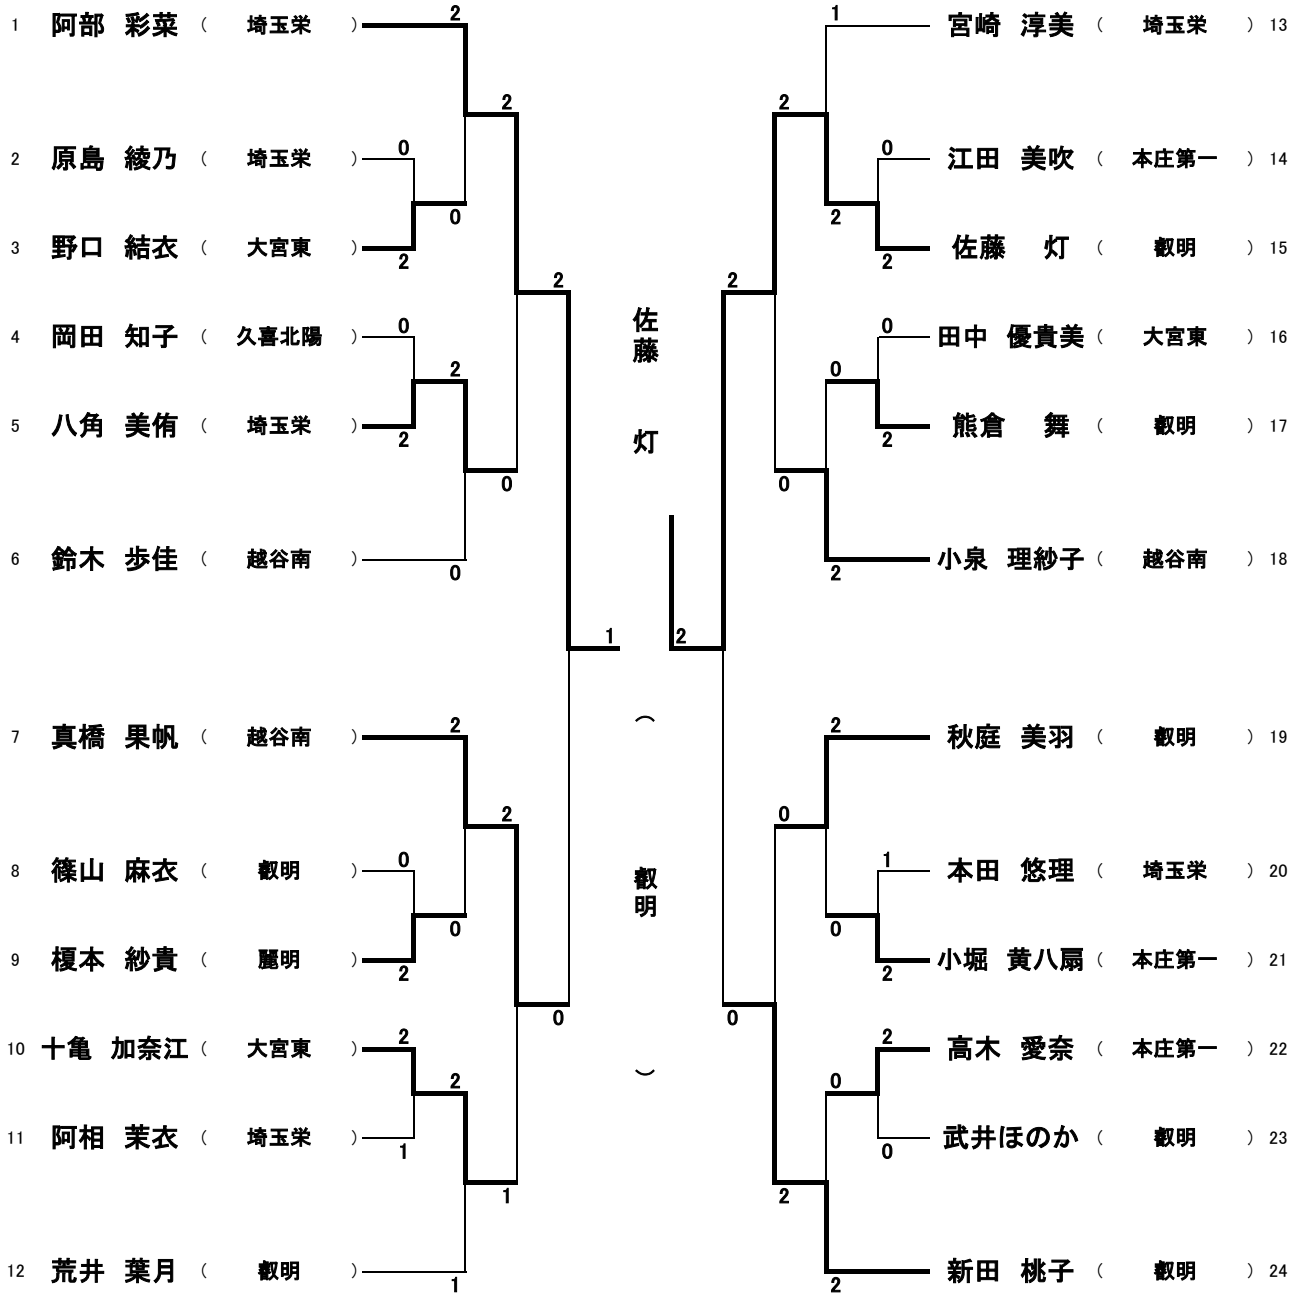 1 阿部 彩菜 （ 埼玉栄 ） 2
2 原島 綾乃 （ 埼玉栄 ） 0
2
0
3 野口 結衣 （ 大宮東 ） 2
2
4 岡田 知子 （ 久喜北陽 ） 0
2
5 八角 美侑 （ 埼玉栄 ） 2
0
6 鈴木 歩佳 （ 越谷南 ） 0
1
7 真橋 果帆 （ 越谷南 ） 2
2
8 篠山 麻衣 （ 叡明 ） 0
0
9 榎本 紗貴 （ 麗明 ） 2
0
10 十亀 加奈江 （ 大宮東 ） 2
2
11 阿相 茉衣 （ 埼玉栄 ） 1
1
12 荒井 葉月 （ 叡明 ） 1
佐藤 灯
（ 叡明 ）
1 宮崎 淳美 （ 埼玉栄 ） 13
2
0 江田 美吹 （ 本庄第一 ） 14
2
2 佐藤 灯 （ 叡明 ） 15
2
0 田中 優貴美 （ 大宮東 ） 16
0
2 熊倉 舞 （ 叡明 ） 17
0
2 小泉 理紗子 （ 越谷南 ） 18
2
2 秋庭 美羽 （ 叡明 ） 19
0
1 本田 悠理 （ 埼玉栄 ） 20
0
2 小堀 黄八扇 （ 本庄第一 ） 21
0
2 高木 愛奈 （ 本庄第一 ） 22
0
0 武井ほのか （ 叡明 ） 23
2
2 新田 桃子 （ 叡明 ） 24